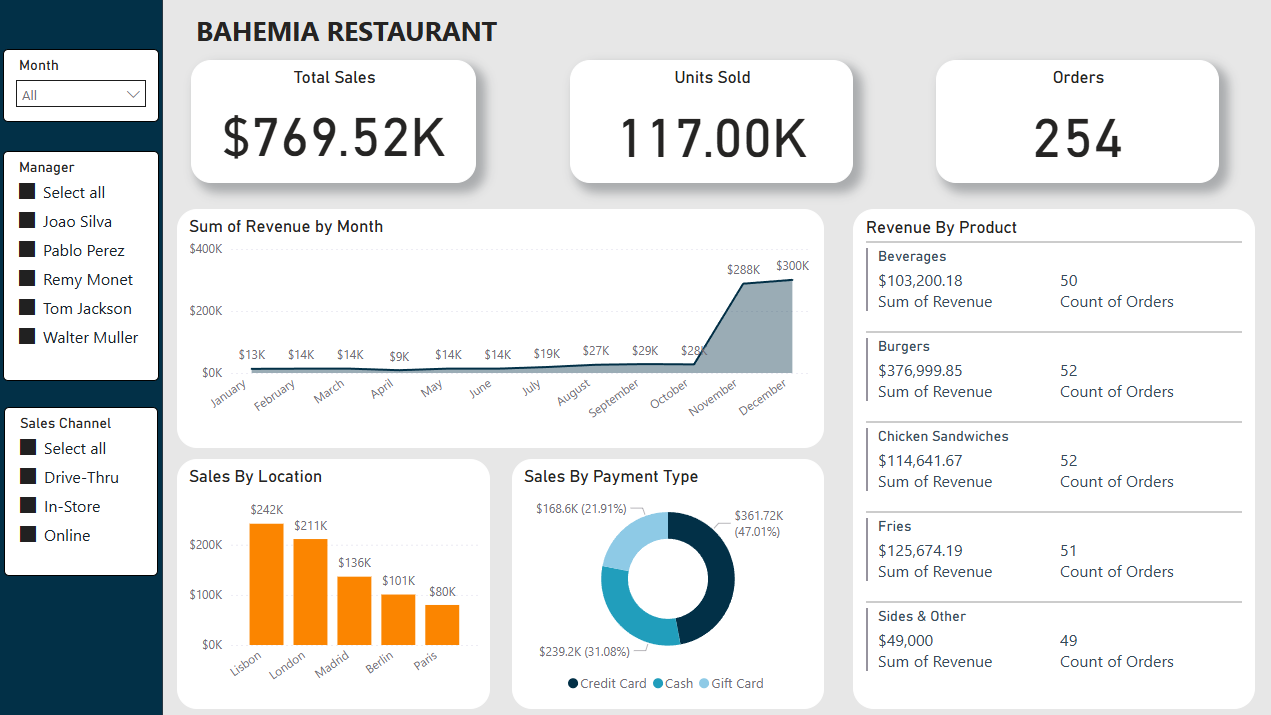 BAHEMIA RESTAURANT
Month
All
Manager
Select all
Joao Silva
Pablo Perez
Remy Monet
Tom Jackson
Walter Muller
Sales Channel
Select all
Drive-Thru
In-Store
Online
Total Sales
$769.52K
Units Sold
117.00K
Orders
254
Sum of Revenue by Month
$400K
$200K
$0K
$13K $14K $14K $9K $14K $14K $19K $27K $29K $28K $288K $300K
January February March April May June July August September October November December
Sales By Location
$200K
$100K
$0K
$242K $211K $136K $101K $80K
Lisbon London Madrid Berlin Paris
Sales By Payment Type
$168.6K (21.91%)
$361.72K
(47.01%)
$239.2K (31.08%)
Credit Card Cash Gift Card
Revenue By Product
Beverages
$103,200.18 50
Sum of Revenue Count of Orders
Burgers
$376,999.85 52
Sum of Revenue Count of Orders
Chicken Sandwiches
$114,641.67 52
Sum of Revenue Count of Orders
Fries
$125,674.19 51
Sum of Revenue Count of Orders
Sides & Other
$49,000 49
Sum of Revenue Count of Orders